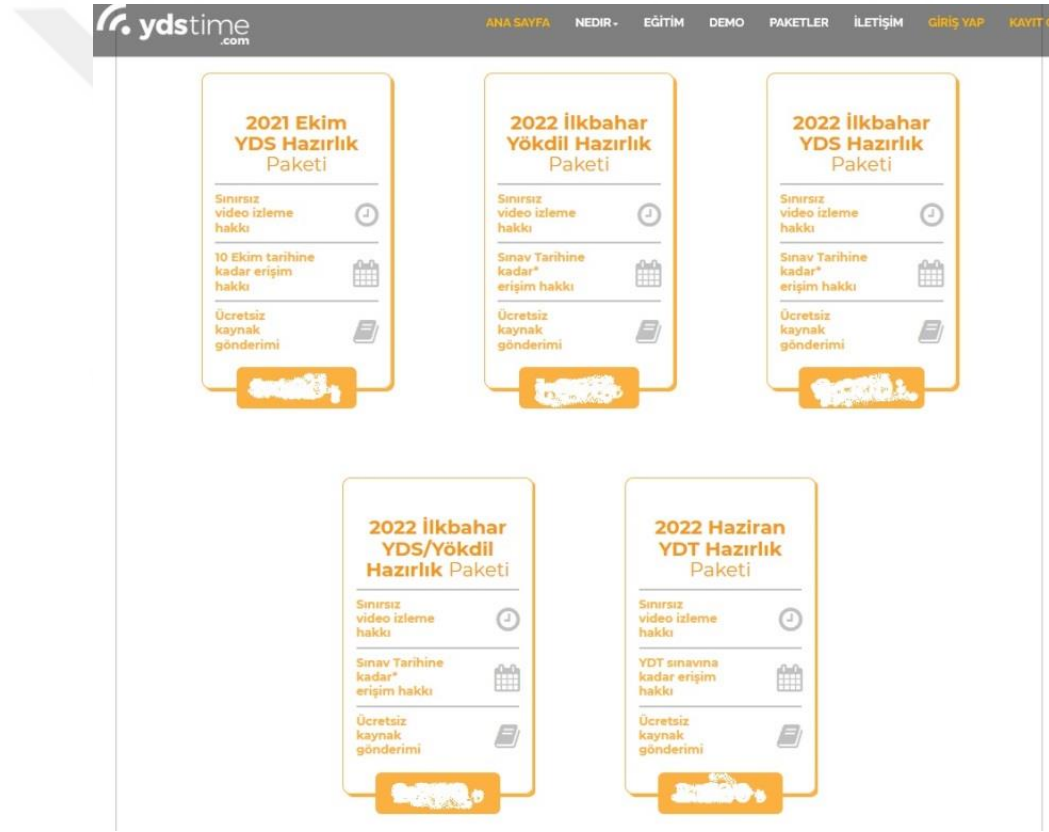 ydstime
.com
ANA SAYFA NEDIR EĞİTİM DEMO PAKETLER İLETİŞİM GİRİŞ YAP KAYIT
2021 Ekim
YDS Hazırlık
Paketi
Sınırsız
video izleme
hakkı
10 Ekim tarihine
kadar erişim
hakkı
Ücretsiz
kaynak
gönderimi
2022 İlkbahar
Yökdil Hazırlık
Paketi
Sınırsız
video izleme
hakkı
Sınav Tarihine
kadar*
erişim hakkı
Ücretsiz
kaynak
gönderimi
2022 İlkbahar
YDS Hazırlık
Paketi
Sınırsız
video izleme
hakkı
Sınav Tarihine
kadar*
erişim hakkı
Ücretsiz
kaynak
gönderimi
2022 İlkbahar
YDS/Yökdil
Hazırlık Paketi
Sınırsız
video izleme
hakkı
Sınav Tarihine
kadar*
erişim hakkı
Ücretsiz
kaynak
gönderimi
2022 Haziran
YDT Hazırlık
Paketi
Sınırsız
video izleme
hakkı
YDT sınavına
kadar erişim
hakkı
Ücretsiz
kaynak
gönderimi